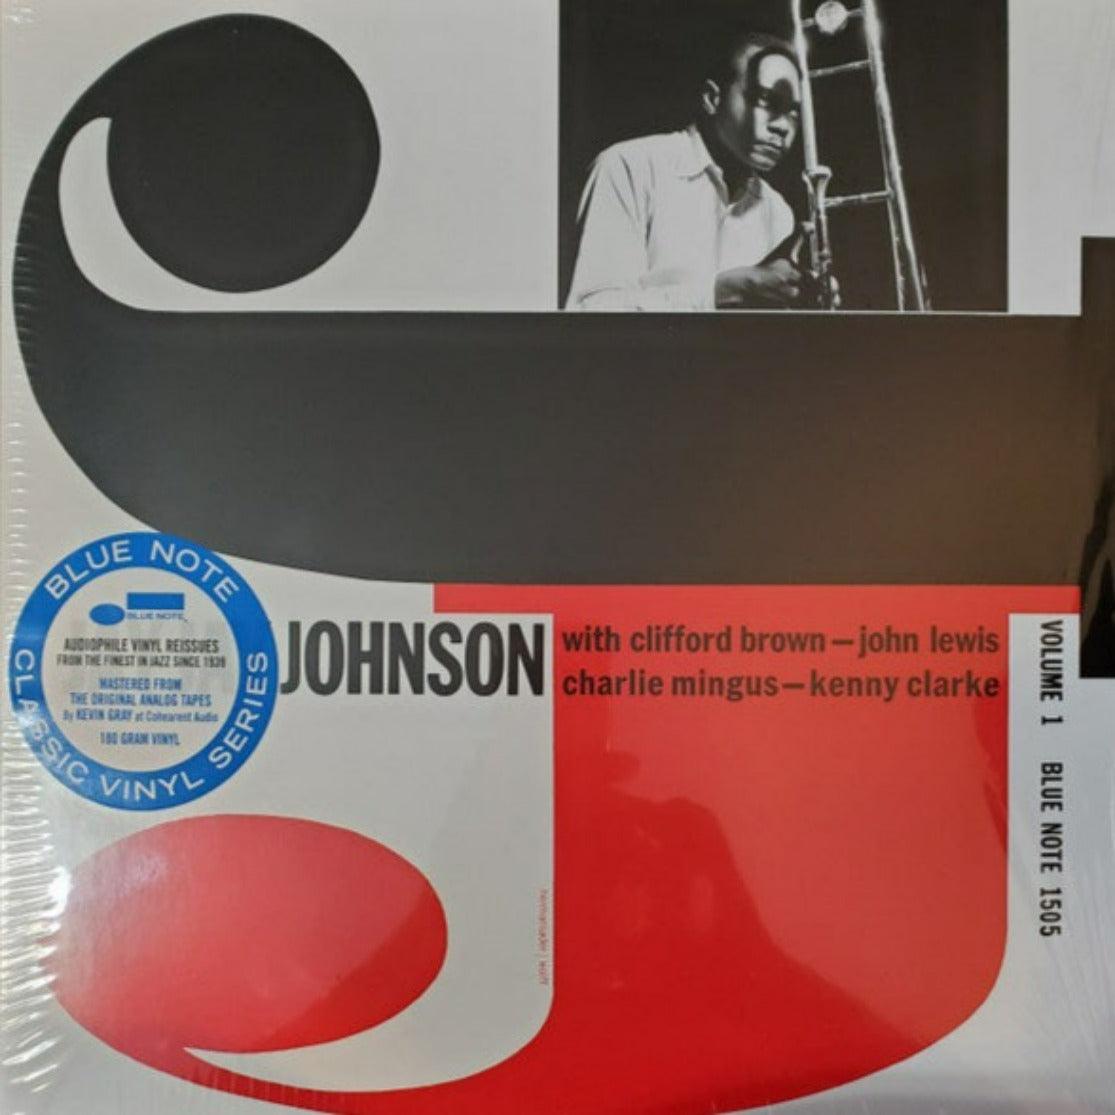 BLUE NOTE
BLUE NOTE
AUDIOPHILE VINYL REISSUES
FROM THE FINEST IN JAZZ SINCE 1939
MASTERED FROM
THE ORIGINAL ANALOG TAPES
By KEVIN GRAY at Cohearent Audio
180 GRAM VINYL
CLASSIC VINYL SERIES
J
J
JOHNSON
with clifford brown – john lewis
charlie mingus – kenny clarke
VOLUME 1 BLUE NOTE 1505